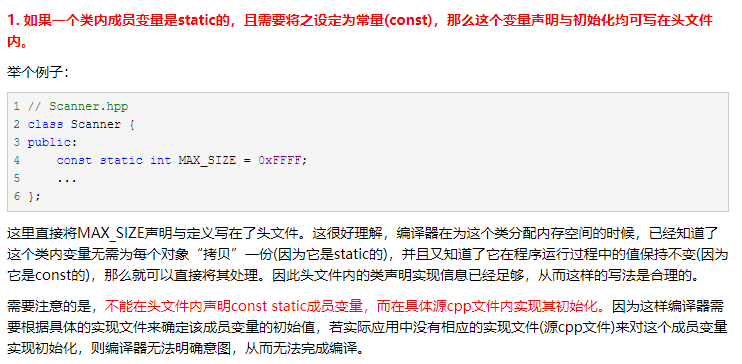 1. 如果一个类内成员变量是static的，且需要将之设定为常量(const)，那么这个变量声明与初始化均可写在头文件
内。
举个例子：
1 // Scanner.hpp
2 class Scanner {
3 public:
4     const static int MAX_SIZE = 0xFFFF;
5     ...
6 };
这里直接将MAX_SIZE声明与定义写在了头文件。这很好理解，编译器在为这个类分配内存空间的时候，已经知道了
这个类内变量无需为每个对象“拷贝”一份(因为它是static的)，并且又知道了它在程序运行过程中的值保持不变(因为
它是const的)，那么就可以直接将其处理。因此头文件内的类声明实现信息已经足够，从而这样的写法是合理的。
需要注意的是，不能在头文件内声明const static成员变量，而在具体源cpp文件内实现其初始化。因为这样编译器需
要根据具体的实现文件来确定该成员变量的初始值，若实际应用中没有相应的实现文件(源cpp文件)来对这个成员变量
实现初始化，则编译器无法明确意图，从而无法完成编译。